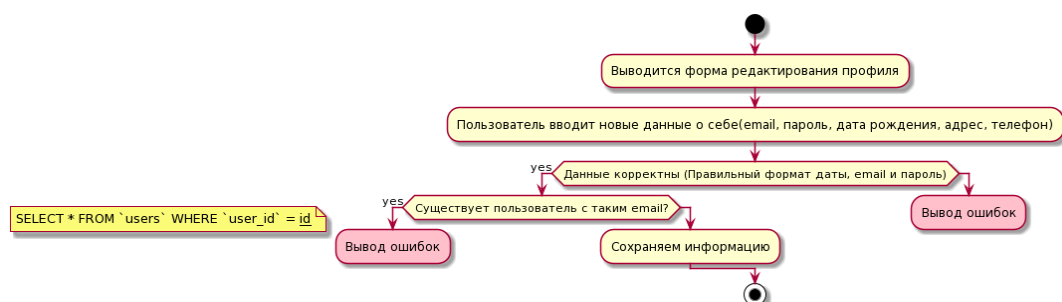 Выводится форма редактирования профиля
Пользователь вводит новые данные о себе(email, пароль, дата рождения, адрес, телефон)
yes
Данные корректны (Правильный формат даты, email и пароль)
yes
Существует пользователь с таким email?
Вывод ошибок
SELECT * FROM `users` WHERE `user_id` = id
Вывод ошибок
Сохраняем информацию